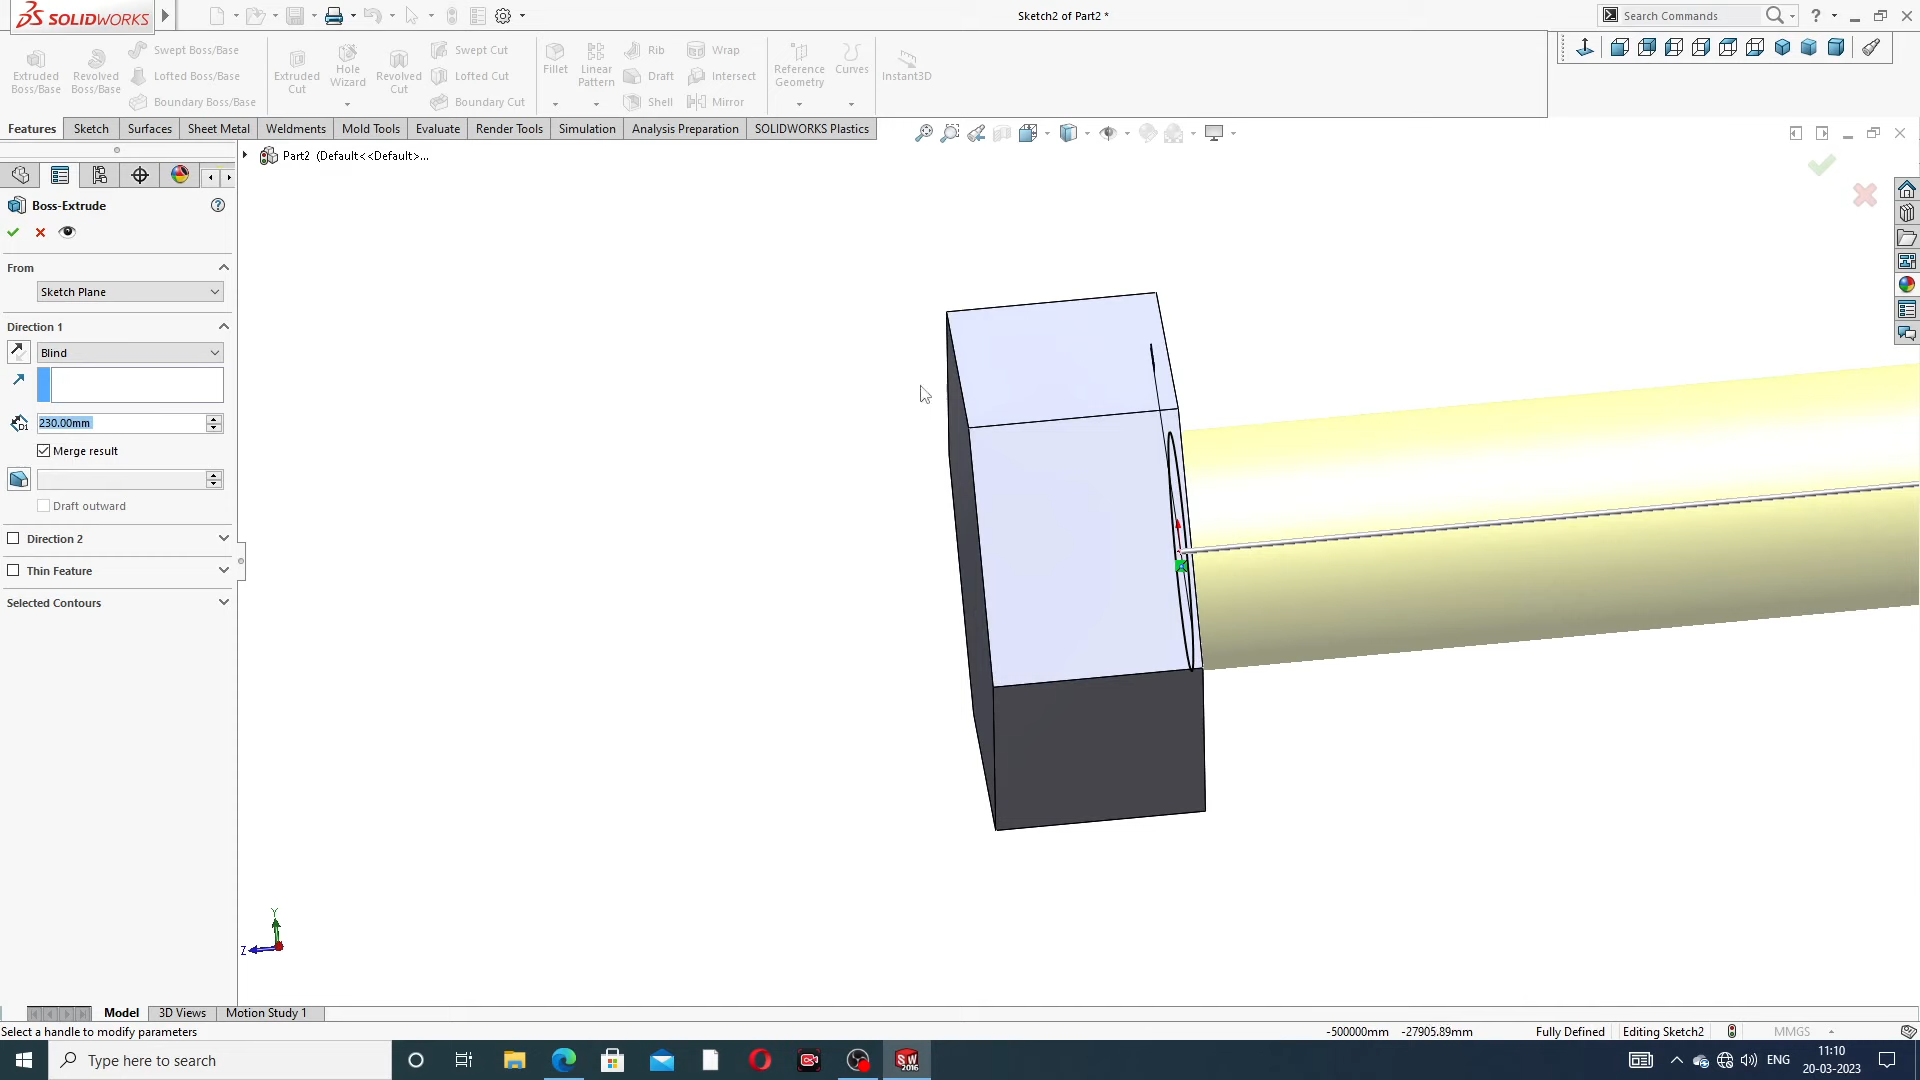 SOLIDWORKS
Sketch2 of Part2 *
Search Commands
Extruded Boss/Base
Revolved Boss/Base
Swept Boss/Base
Lofted Boss/Base
Boundary Boss/Base
Extruded Cut
Hole Wizard
Revolved Cut
Swept Cut
Lofted Cut
Boundary Cut
Fillet
Linear Pattern
Rib
Draft
Shell
Wrap
Intersect
Mirror
Reference Geometry
Curves
Instant3D
Features
Sketch
Surfaces
Sheet Metal
Weldments
Mold Tools
Evaluate
Render Tools
Simulation
Analysis Preparation
SOLIDWORKS Plastics
Part2 (Default<<Default>...
Boss-Extrude
From
Sketch Plane
Direction 1
Blind
D1
230.00mm
Merge result
Draft outward
Direction 2
Thin Feature
Selected Contours
Y
Z
Model
3D Views
Motion Study 1
Select a handle to modify parameters
-500000mm
-27905.89mm
Fully Defined
Editing Sketch2
MMGS
Type here to search
SW
2016
ENG
11:10
20-03-2023